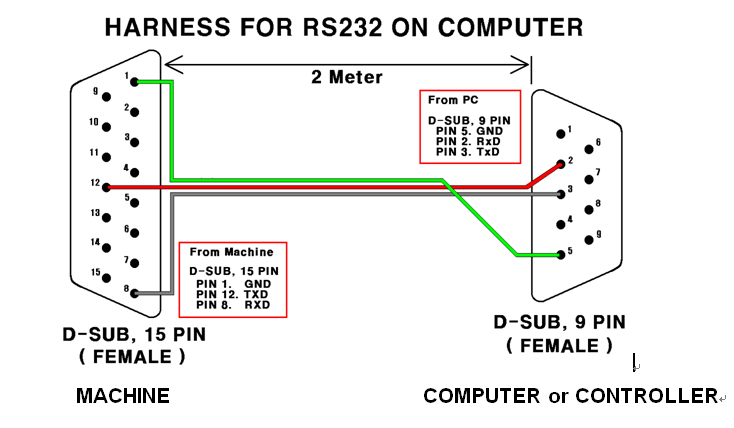 HARNESS FOR RS232 ON COMPUTER
2 Meter
From PC
D-SUB, 9 PIN
PIN 5. GND
PIN 2. RxD
PIN 3. TxD
1
2
3
4
5
6
7
8
9
10
11
12
13
14
15
1
2
3
4
5
6
7
8
9
From Machine
D-SUB, 15 PIN
PIN 1. GND
PIN 12. TXD
PIN 8. RXD
D-SUB, 15 PIN
( FEMALE )
D-SUB, 9 PIN
( FEMALE )
MACHINE
COMPUTER or CONTROLLER